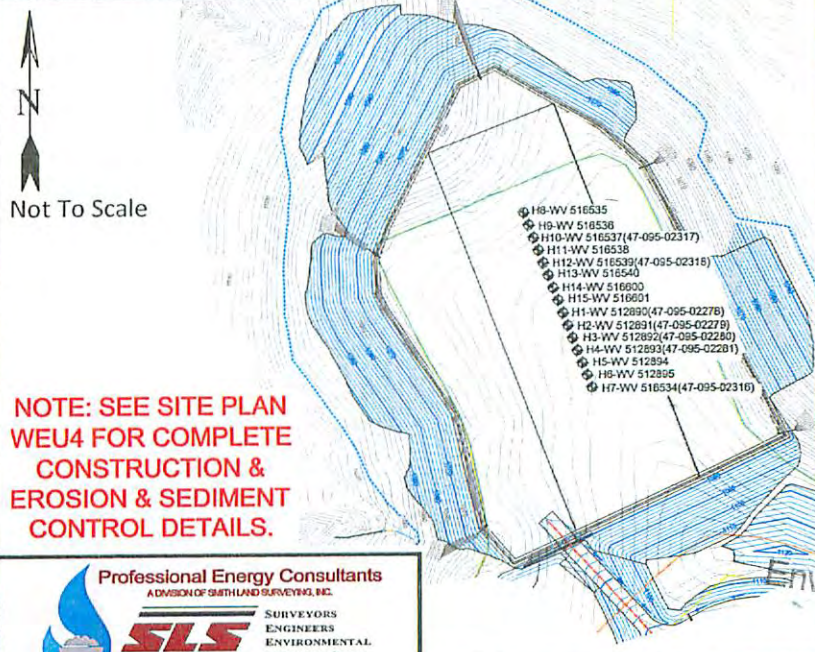 N
Not To Scale
H8-WV 516535
H9-WV 516536
H10-WV 516537(47-095-02317)
H11-WV 516538
H12-WV 516539(47-095-02318)
H13-WV 516540
H14-WV 516600
H15-WV 516601
H1-WV 512890(47-095-02278)
H2-WV 512891(47-095-02279)
H3-WV 512892(47-095-02280)
H4-WV 512893(47-095-02281)
H5-WV 512894
H6-WV 512895
H7-WV 516534(47-095-02316)
NOTE: SEE SITE PLAN
WEU4 FOR COMPLETE
CONSTRUCTION &
EROSION & SEDIMENT
CONTROL DETAILS.
Professional Energy Consultants
A DIVISION OF SMITH LAND SURVEYING, INC.
SLS
SURVEYORS
ENGINEERS
ENVIRONMENTAL